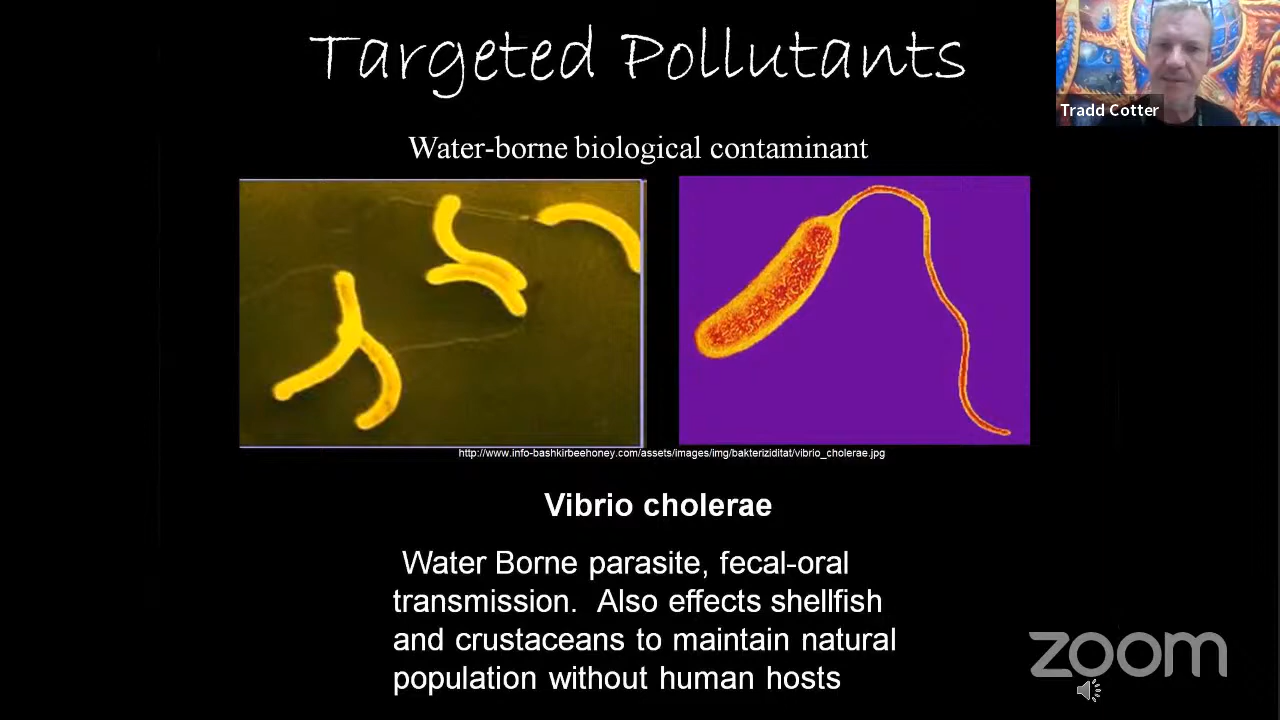 Targeted Pollutants
Tradd Cotter
Water-borne biological contaminant
http://www.info-bashkirbeehoney.com/assets/images/img/bakteriziditat/vibrio_cholerae.jpg
Vibrio cholerae
Water Borne parasite, fecal-oral
transmission.  Also effects shellfish
and crustaceans to maintain natural
population without human hosts
zoom